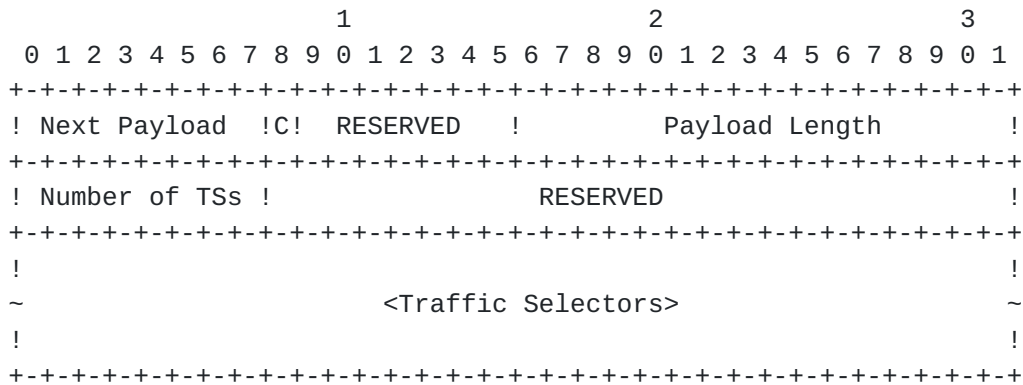 1                   2                   3
 0 1 2 3 4 5 6 7 8 9 0 1 2 3 4 5 6 7 8 9 0 1 2 3 4 5 6 7 8 9 0 1
+-+-+-+-+-+-+-+-+-+-+-+-+-+-+-+-+-+-+-+-+-+-+-+-+-+-+-+-+-+-+-+-+
! Next Payload  !C!  RESERVED   !         Payload Length        !
+-+-+-+-+-+-+-+-+-+-+-+-+-+-+-+-+-+-+-+-+-+-+-+-+-+-+-+-+-+-+-+-+
! Number of TSs !                 RESERVED                      !
+-+-+-+-+-+-+-+-+-+-+-+-+-+-+-+-+-+-+-+-+-+-+-+-+-+-+-+-+-+-+-+-+
!                                                               !
~                       <Traffic Selectors>                     ~
!                                                               !
+-+-+-+-+-+-+-+-+-+-+-+-+-+-+-+-+-+-+-+-+-+-+-+-+-+-+-+-+-+-+-+-+